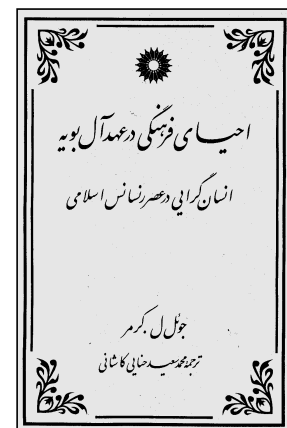 احیای فرهنگی در عهد آل بویه
انسان گرایی در عصر رنسانس اسلامی
جوئل ل. کرمر
ترجمهٔ محمد سعید حنایی کاشانی